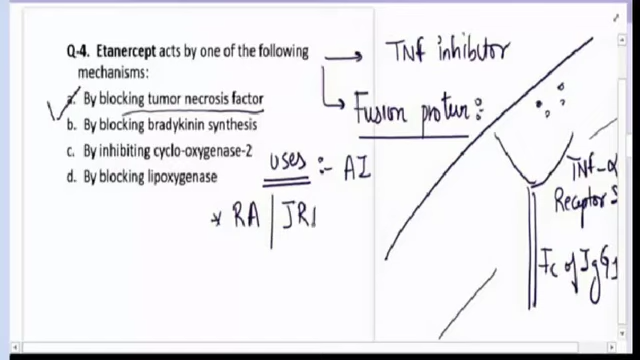 Q-4. Etanercept acts by one of the following
mechanisms:
a. By blocking tumor necrosis factor
b. By blocking bradykinin synthesis
c. By inhibiting cyclo-oxygenase-2
d. By blocking lipoxygenase
TNF inhibitor
Fusion protein :-
Uses :- AI
* RA | JRA
TNF-α
Receptor
Fc of IgG1